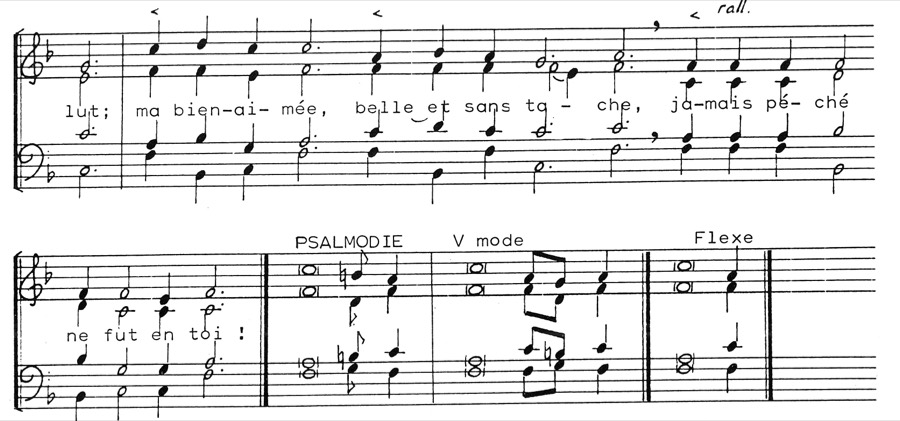 rall.
lut; ma bien-ai-mée, belle et sans ta - che, ja-mais pé-ché
PSALMODIE V mode Flexe
ne fut en toi !